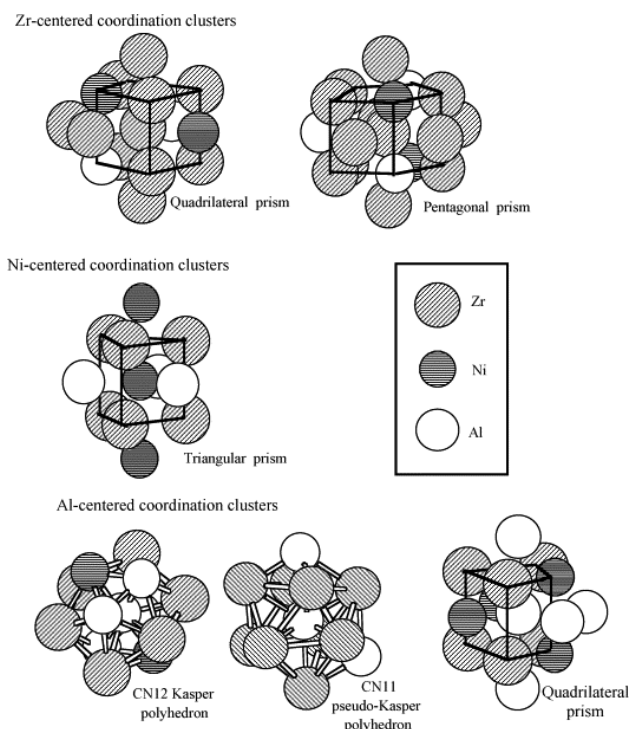 Zr-centered coordination clusters
Quadrilateral prism
Pentagonal prism
Ni-centered coordination clusters
Triangular prism
Zr
Ni
Al
Al-centered coordination clusters
CN12 Kasper
polyhedron
CN11
pseudo-Kasper
polyhedron
Quadrilateral
prism